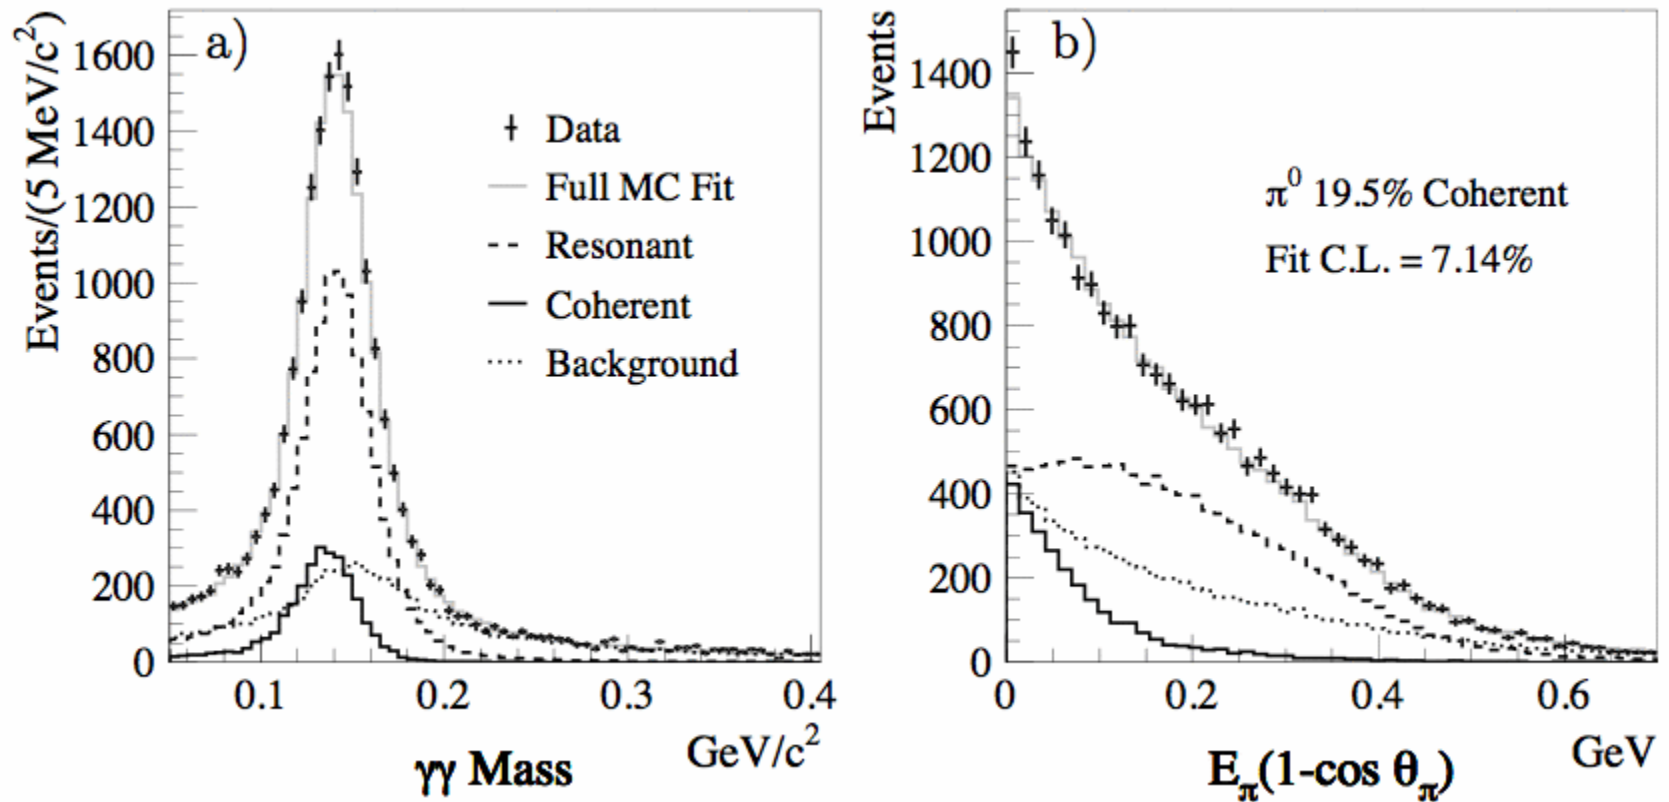 a)
Events/(5 MeV/c²)
1600
1400
1200
1000
800
600
400
200
0
Data
Full MC Fit
Resonant
Coherent
Background
0.1
0.2
0.3
0.4
GeV/c²
γγ Mass
b)
Events
1400
1200
1000
800
600
400
200
0
π⁰ 19.5% Coherent
Fit C.L. = 7.14%
0
0.2
0.4
0.6
GeV
E_π(1-cos θ_π)